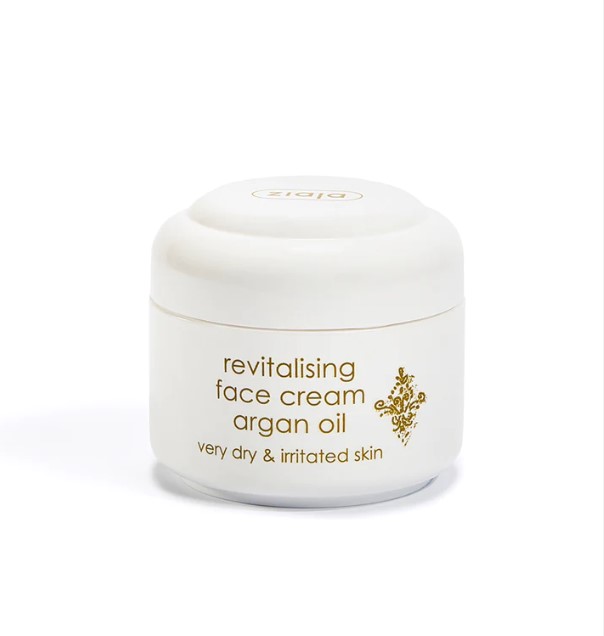 ziaja
revitalising
face cream
argan oil
very dry & irritated skin